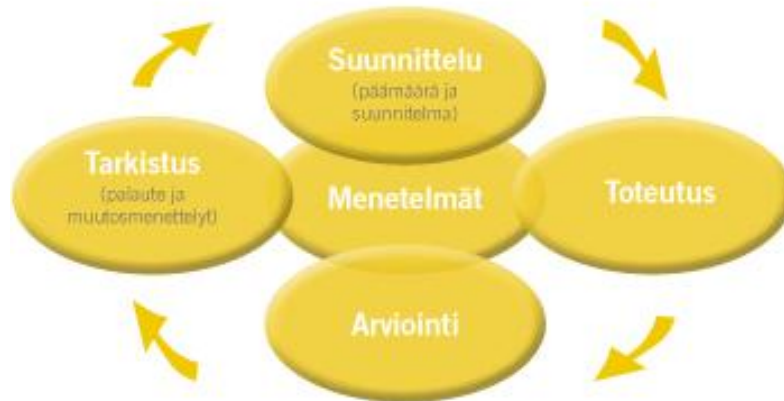 Suunnittelu
(päämäärä ja
suunnitelma)
Tarkistus
(palaute ja
muutosmenettelyt)
Menetelmät
Toteutus
Arviointi